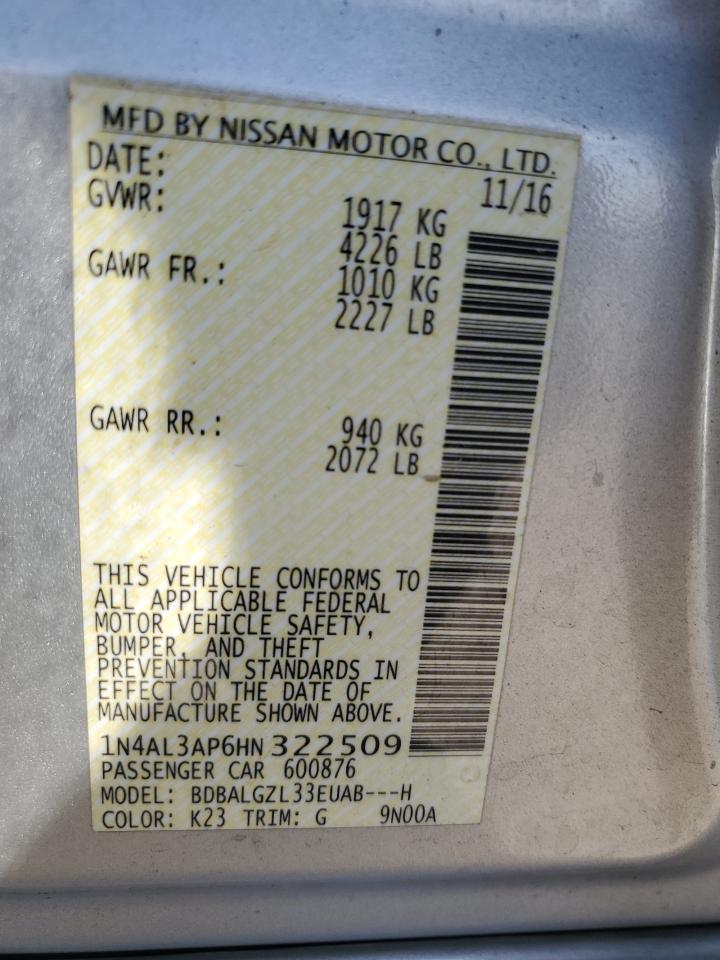 MFD BY NISSAN MOTOR CO., LTD.
DATE: 11/16
GVWR: 1917 KG
4226 LB
GAWR FR.: 1010 KG
2227 LB
GAWR RR.: 940 KG
2072 LB
THIS VEHICLE CONFORMS TO
ALL APPLICABLE FEDERAL
MOTOR VEHICLE SAFETY,
BUMPER, AND THEFT
PREVENTION STANDARDS IN
EFFECT ON THE DATE OF
MANUFACTURE SHOWN ABOVE.
1N4AL3AP6HN322509
PASSENGER CAR 600876
MODEL: BDBALGZL33EUAB---H
COLOR: K23 TRIM: G 9N00A